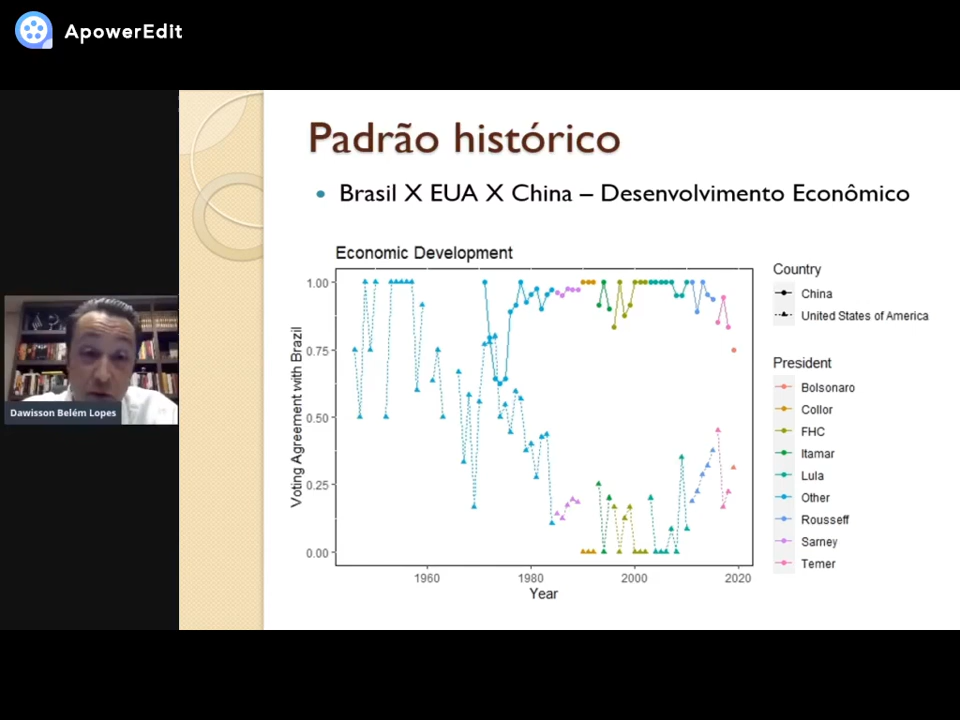 ApowerEdit
Padrão histórico
Brasil X EUA X China – Desenvolvimento Econômico
Economic Development
Voting Agreement with Brazil
1.00
0.75
0.50
0.25
0.00
1960
1980
2000
2020
Year
Country
China
United States of America
President
Bolsonaro
Collor
FHC
Itamar
Lula
Other
Rousseff
Sarney
Temer
Dawisson Belém Lopes